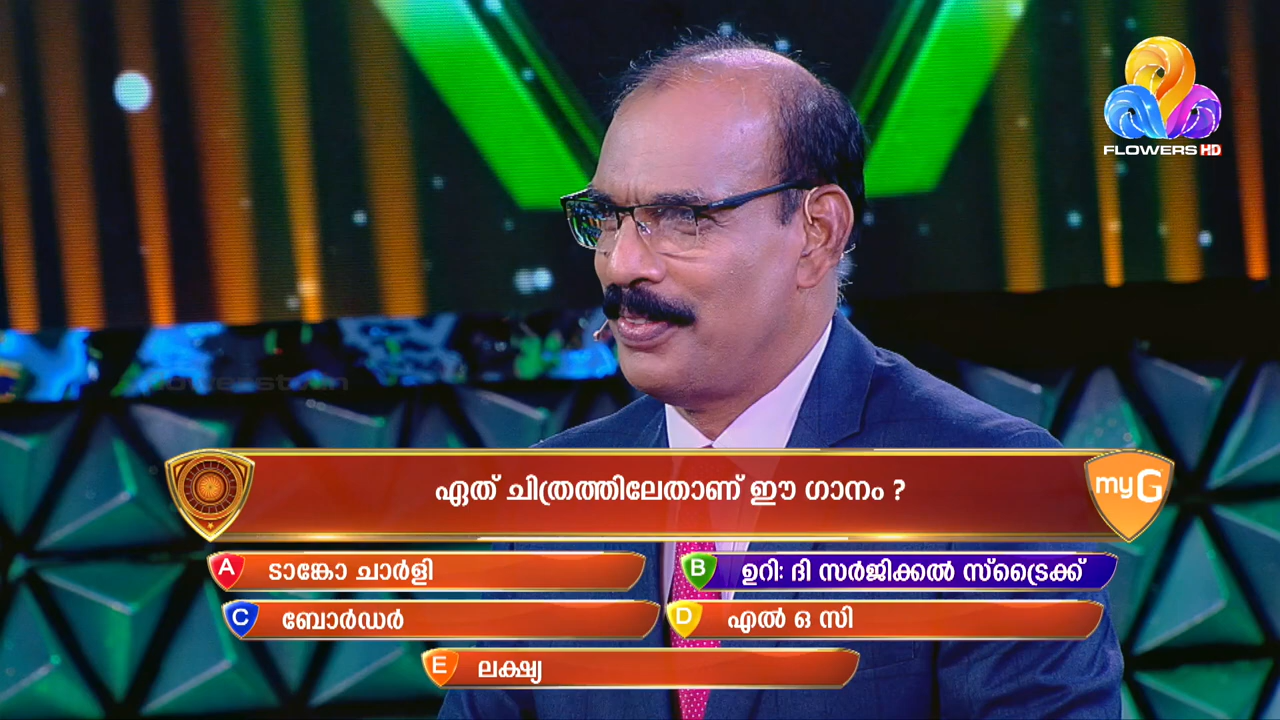 FLOWERS HD
ഏത് ചിത്രത്തിലേതാണ് ഈ ഗാനം ?
myG
A ടാങ്കോ ചാർളി
B ഉറി: ദി സർജിക്കൽ സ്ട്രൈക്ക്
C ബോർഡർ
D എൽ ഒ സി
E ലക്ഷ്യ